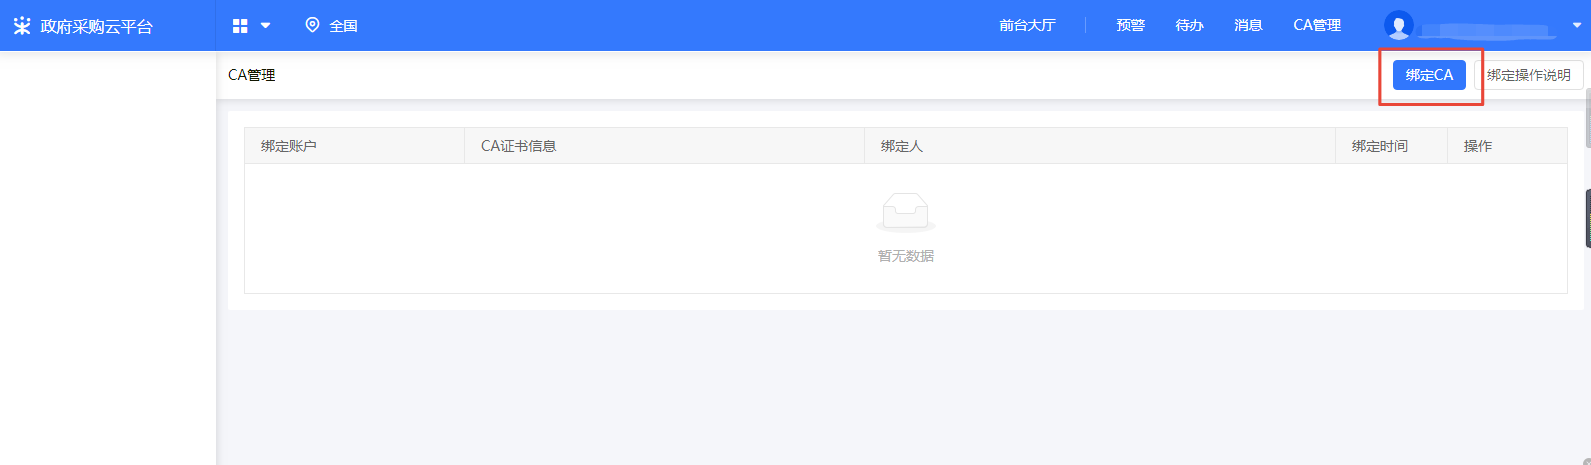 政府采购云平台 全国 前台大厅 预警 待办 消息 CA管理
CA管理 绑定CA 绑定操作说明
绑定账户 CA证书信息 绑定人 绑定时间 操作
暂无数据